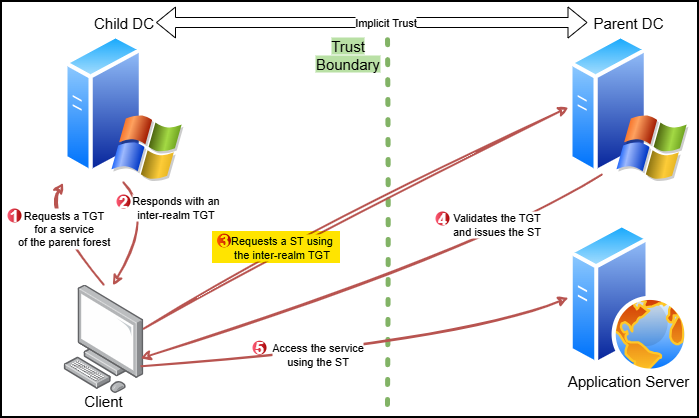 Child DC
Implicit Trust
Parent DC
Trust
Boundary
1 Requests a TGT
for a service
of the parent forest
2 Responds with an
inter-realm TGT
3 Requests a ST using
the inter-realm TGT
4 Validates the TGT
and issues the ST
5 Access the service
using the ST
Client
Application Server